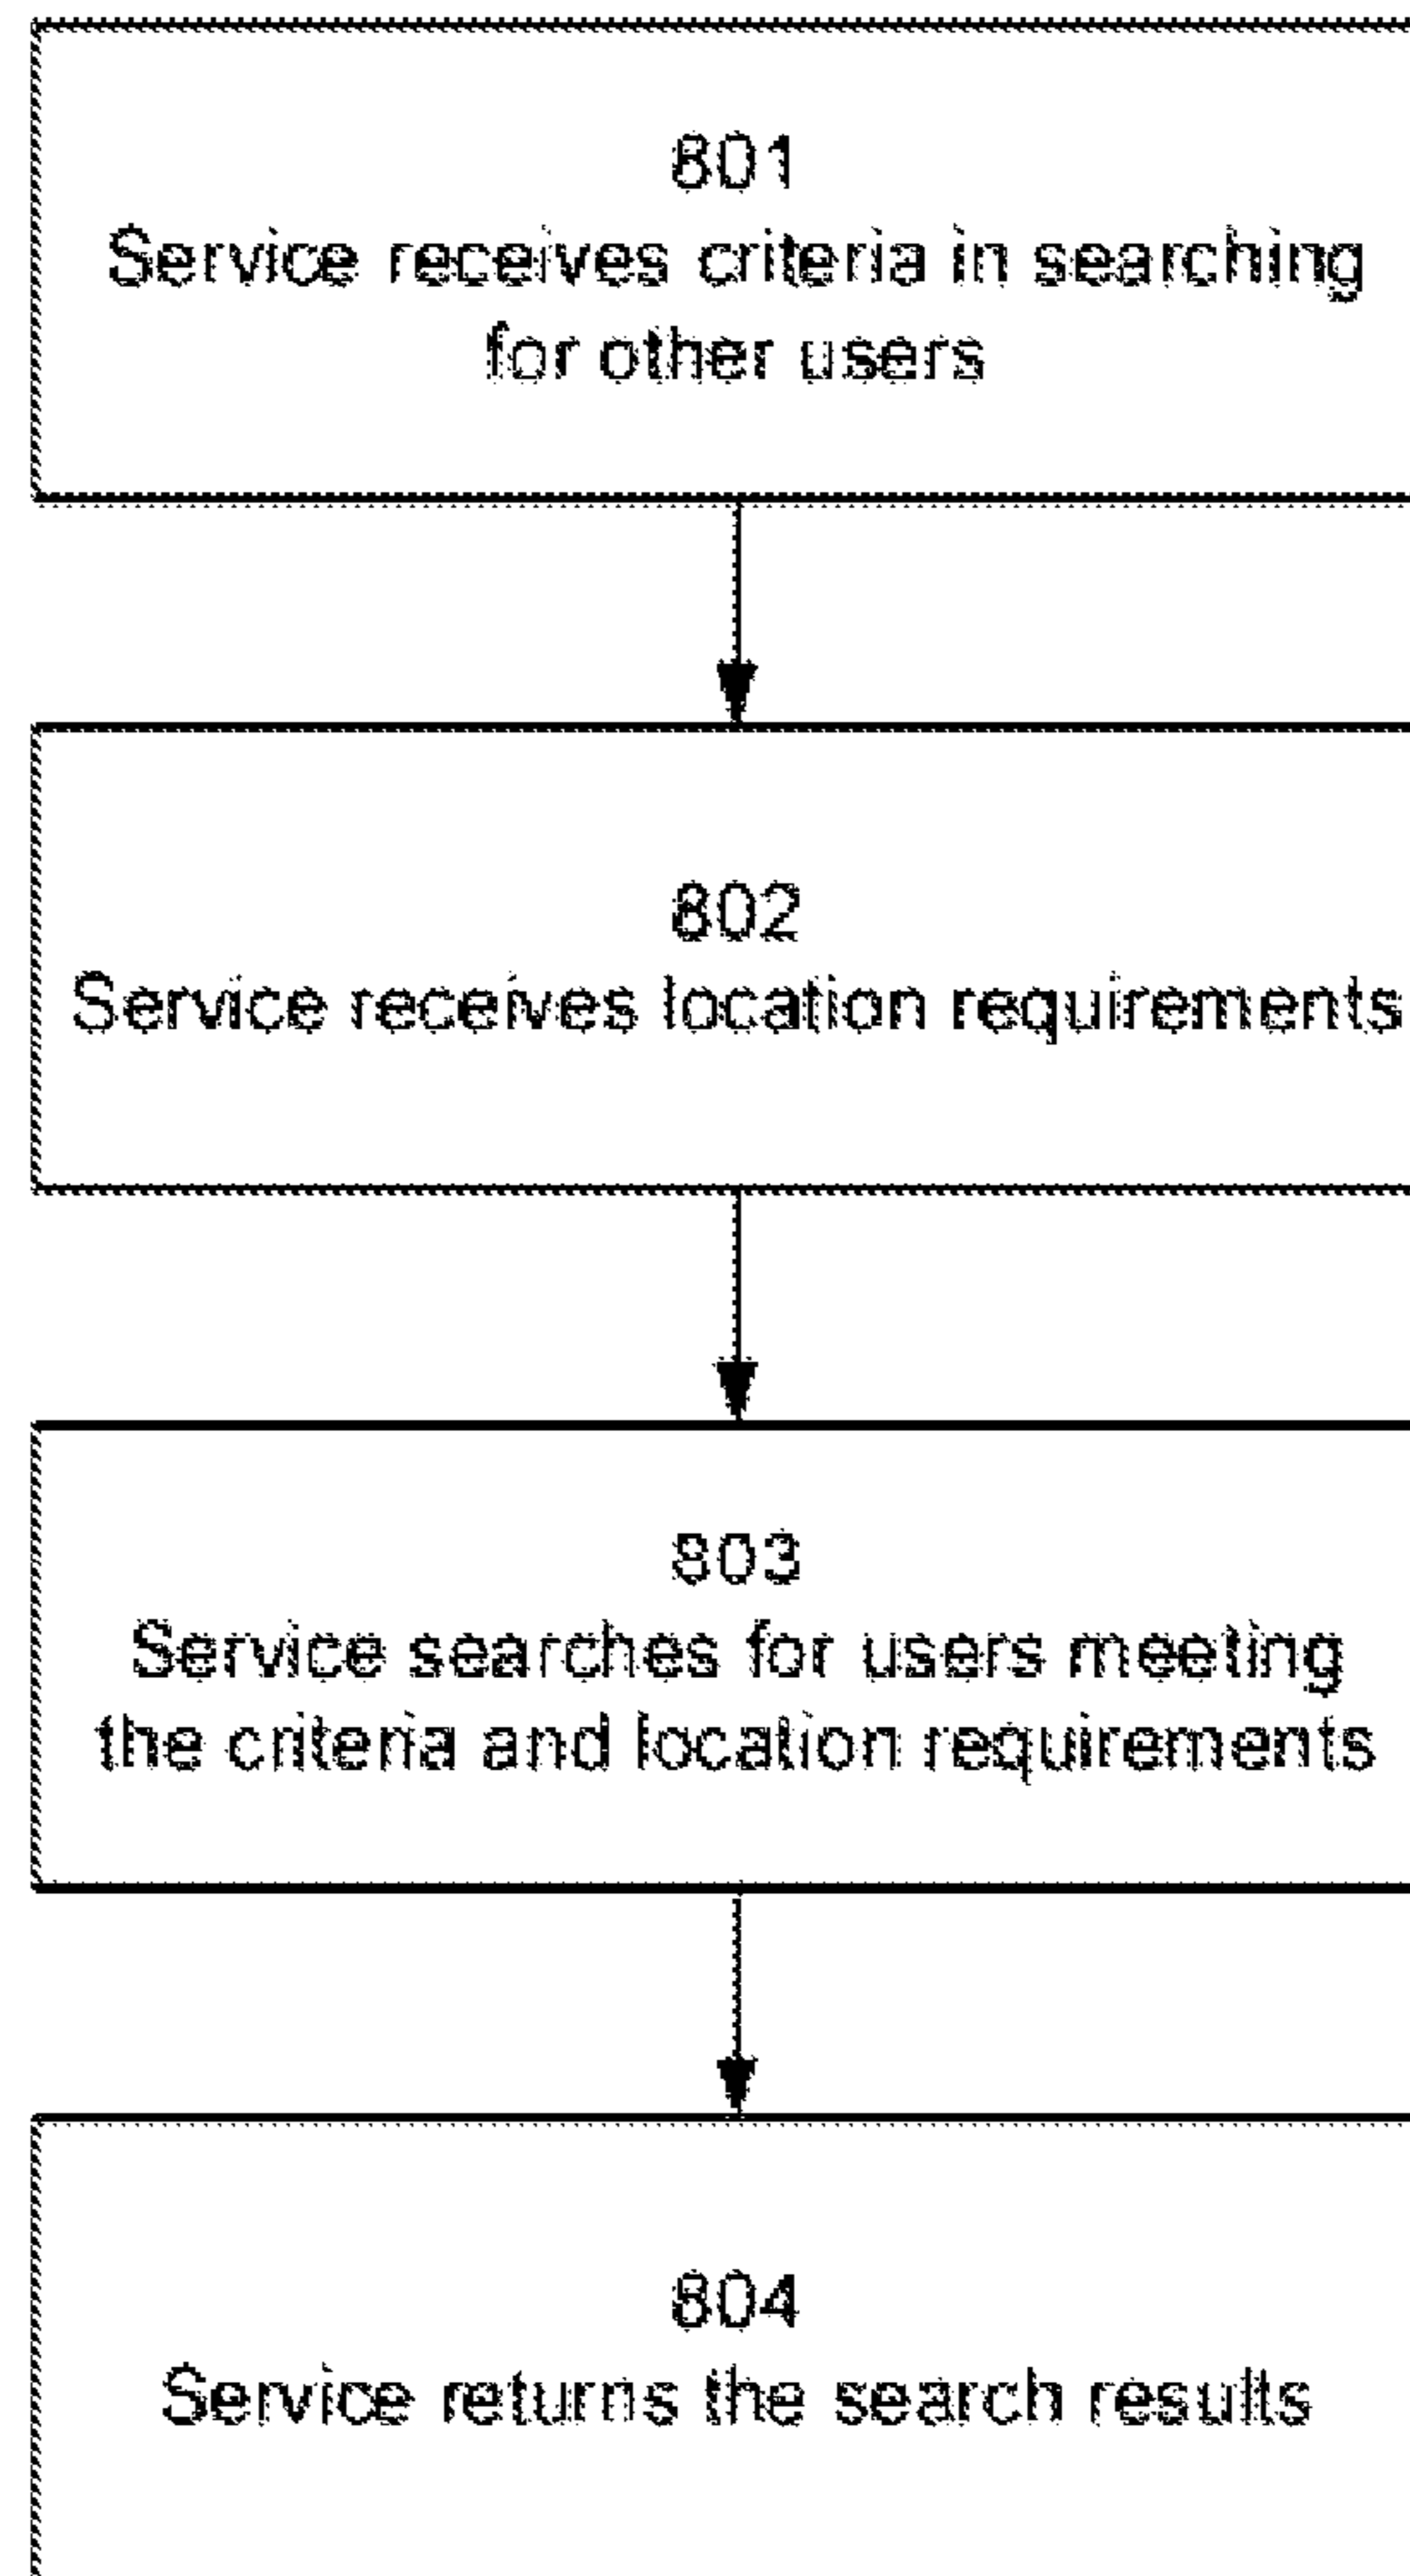 801
Service receives criteria in searching
for other users
802
Service receives location requirements
803
Service searches for users meeting
the criteria and location requirements
804
Service returns the search results